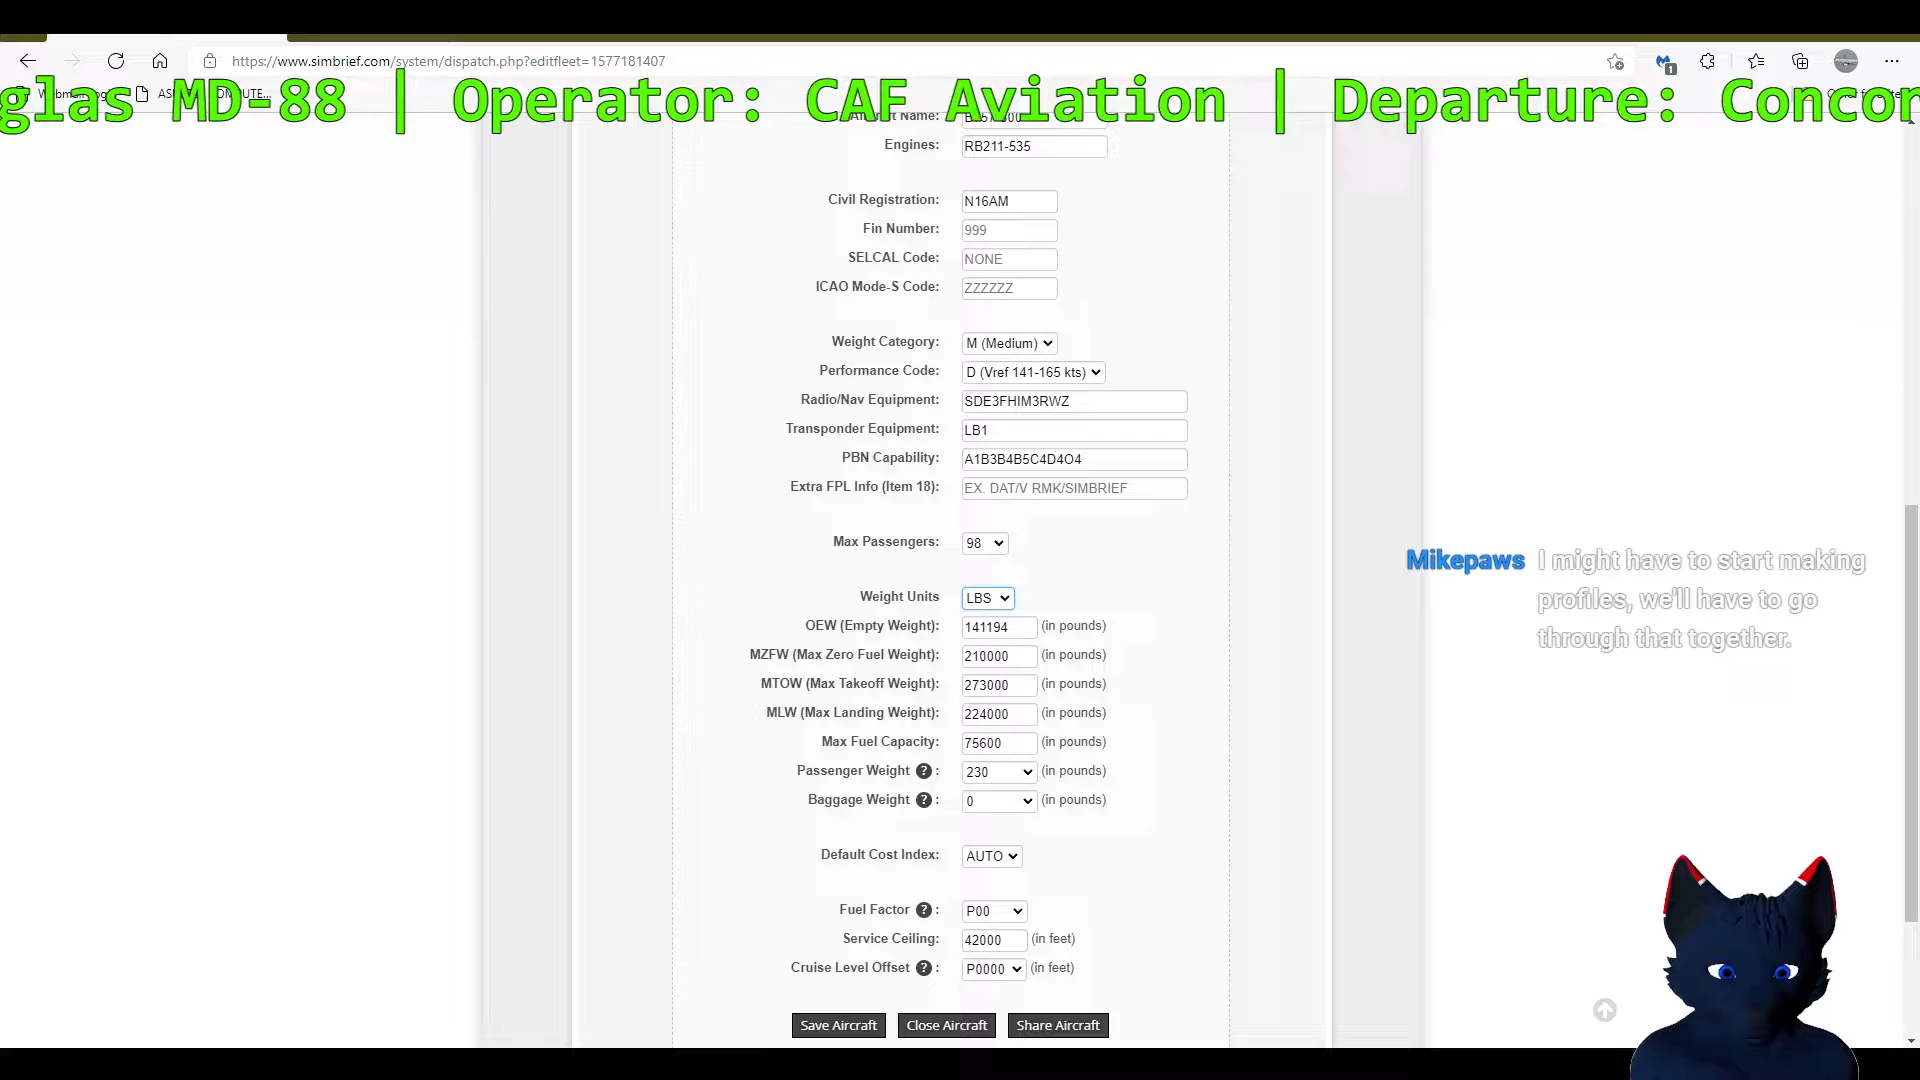 https://www.simbrief.com/system/dispatch.php?editfleet=1577181407
1
glas MD-88 | Operator: CAF Aviation | Departure: Concor
Engines: RB211-535
Civil Registration: N16AM
Fin Number: 999
SELCAL Code: NONE
ICAO Mode-S Code: ZZZZZZ
Weight Category: M (Medium)
Performance Code: D (Vref 141-165 kts)
Radio/Nav Equipment: SDE3FHIM3RWZ
Transponder Equipment: LB1
PBN Capability: A1B3B4B5C4D4O4
Extra FPL Info (Item 18): EX. DAT/V RMK/SIMBRIEF
Max Passengers: 98
Mikepaws I might have to start making
profiles, we'll have to go
through that together.
Weight Units LBS
OEW (Empty Weight): 141194 (in pounds)
MZFW (Max Zero Fuel Weight): 210000 (in pounds)
MTOW (Max Takeoff Weight): 273000 (in pounds)
MLW (Max Landing Weight): 224000 (in pounds)
Max Fuel Capacity: 75600 (in pounds)
Passenger Weight ? : 230 (in pounds)
Baggage Weight ? : 0 (in pounds)
Default Cost Index: AUTO
Fuel Factor ? : P00
Service Ceiling: 42000 (in feet)
Cruise Level Offset ? : P0000 (in feet)
Save Aircraft Close Aircraft Share Aircraft